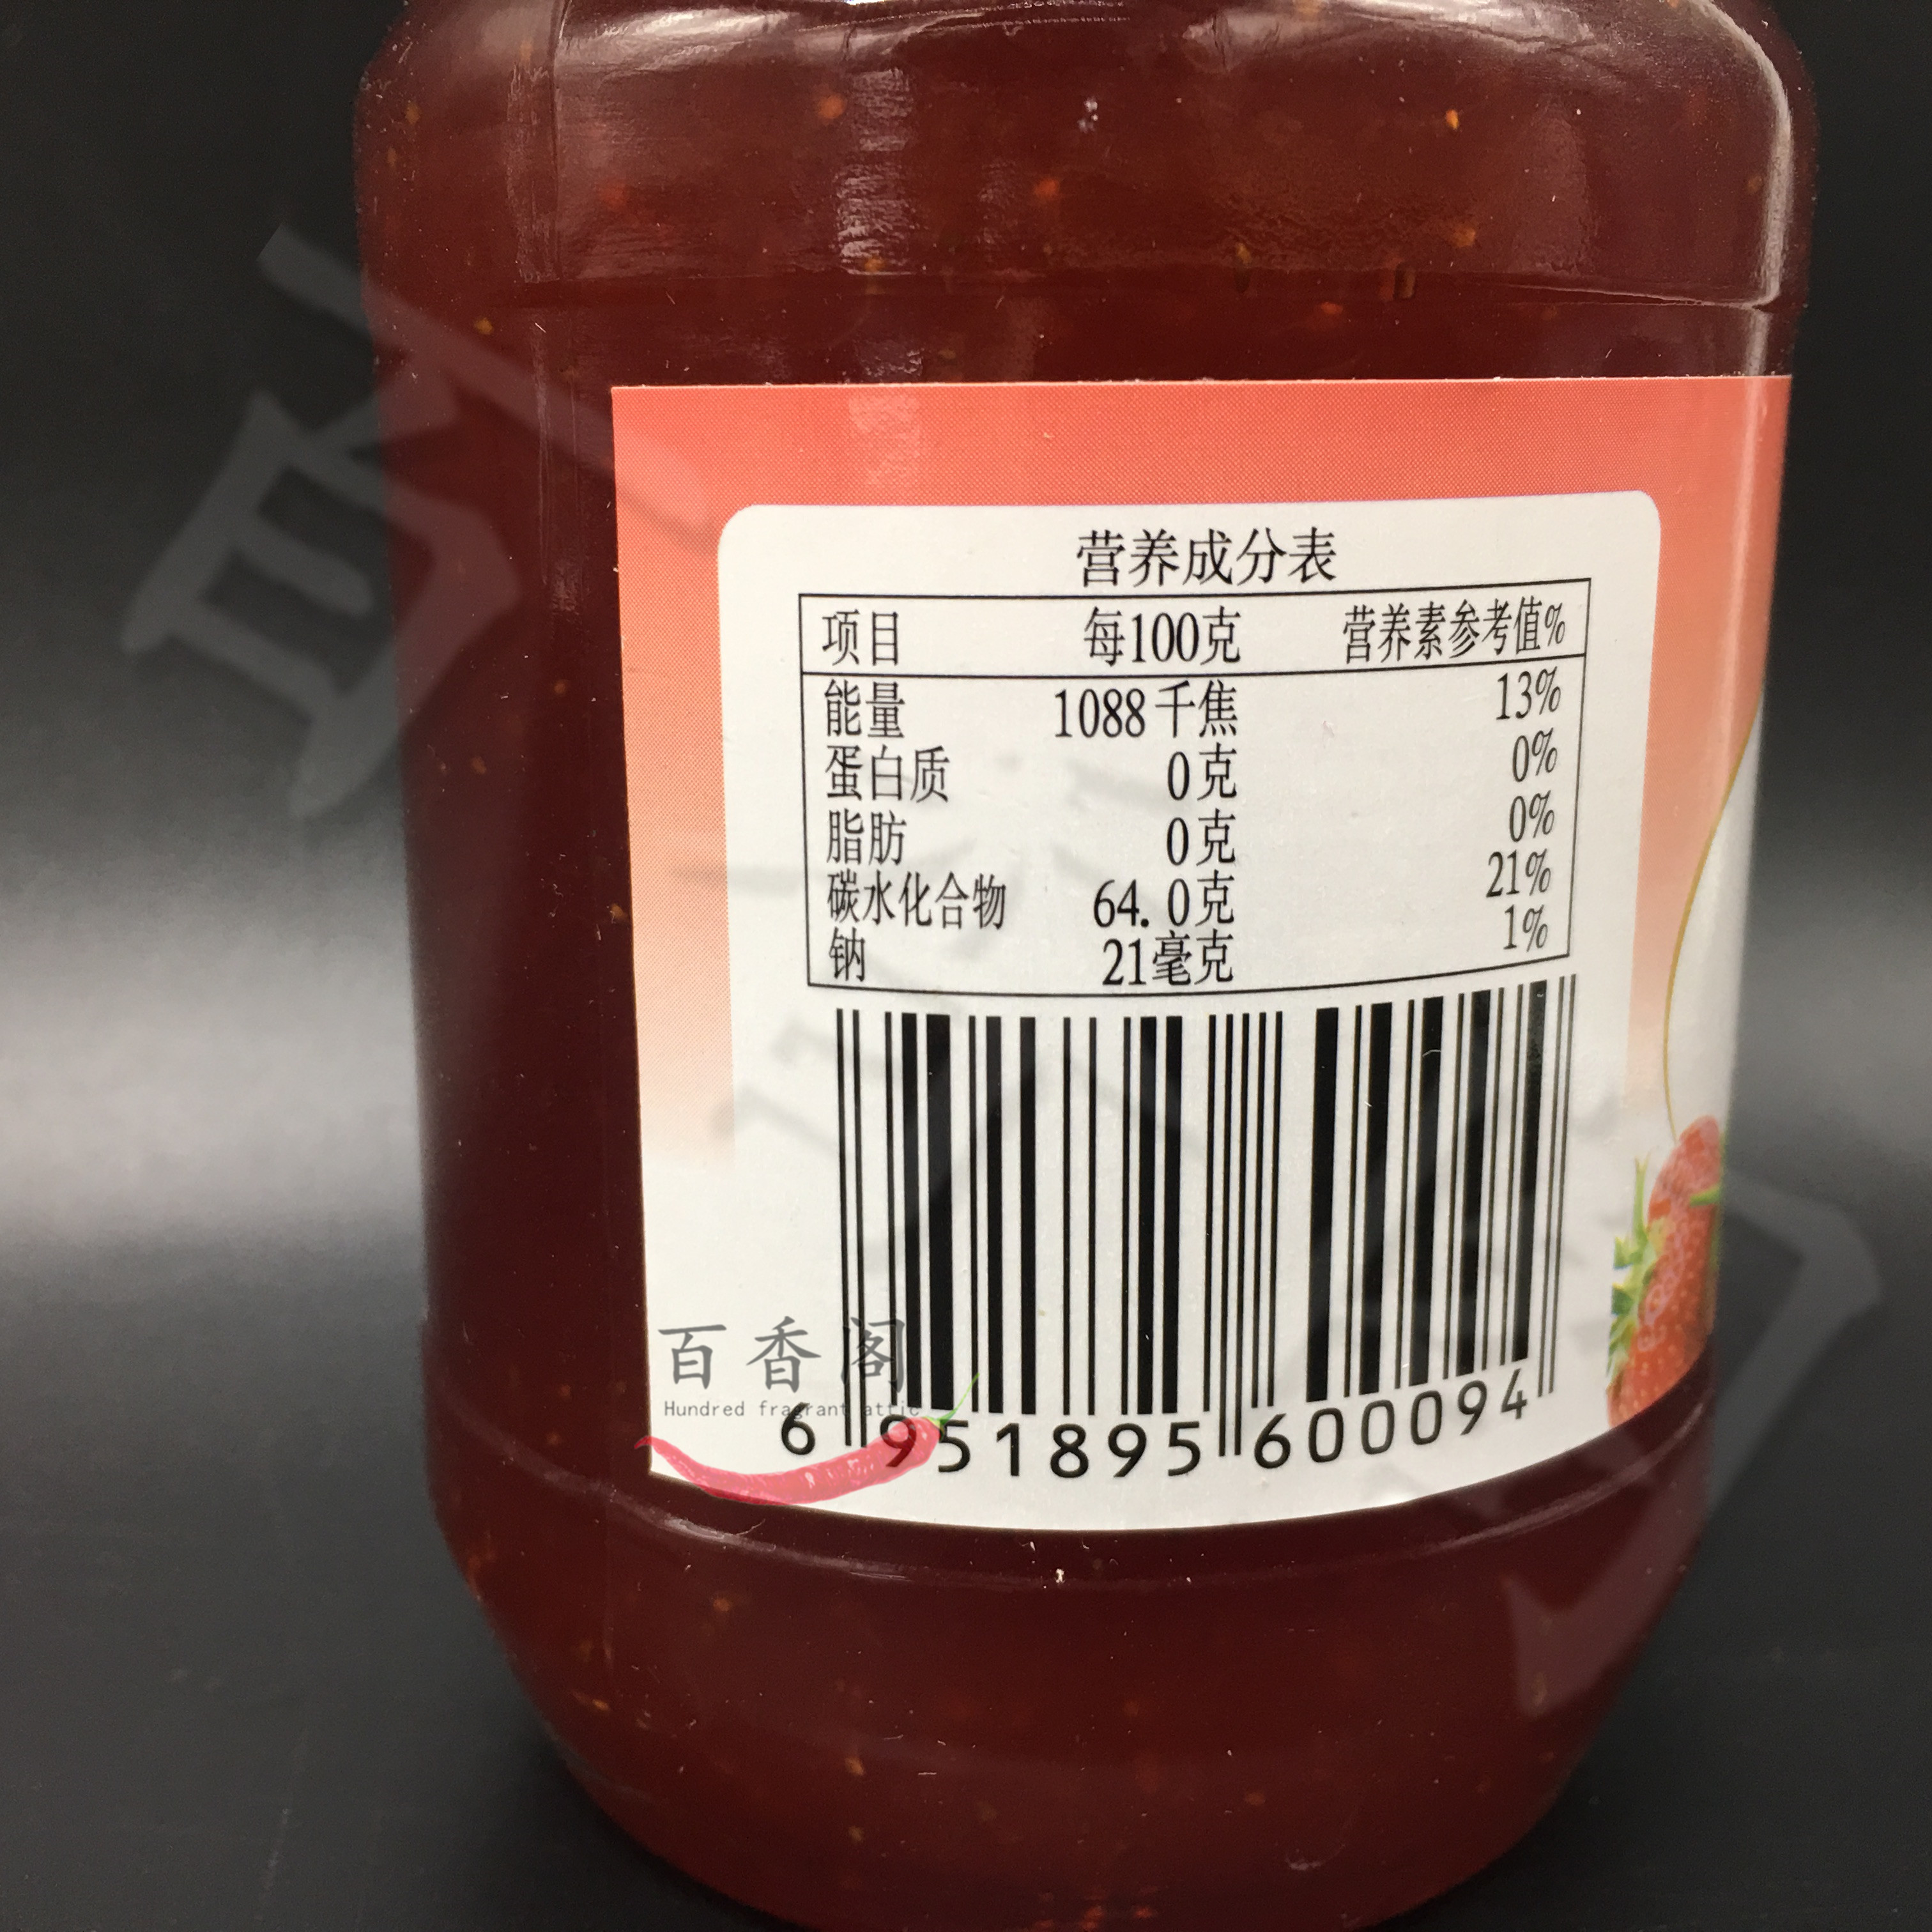 营养成分表
项目 每100克 营养素参考值%
能量 1088千焦 13%
蛋白质 0克 0%
脂肪 0克 0%
碳水化合物 64.0克 21%
钠 21毫克 1%
百香阁
Hundred fragrant attic
6 951895 600094